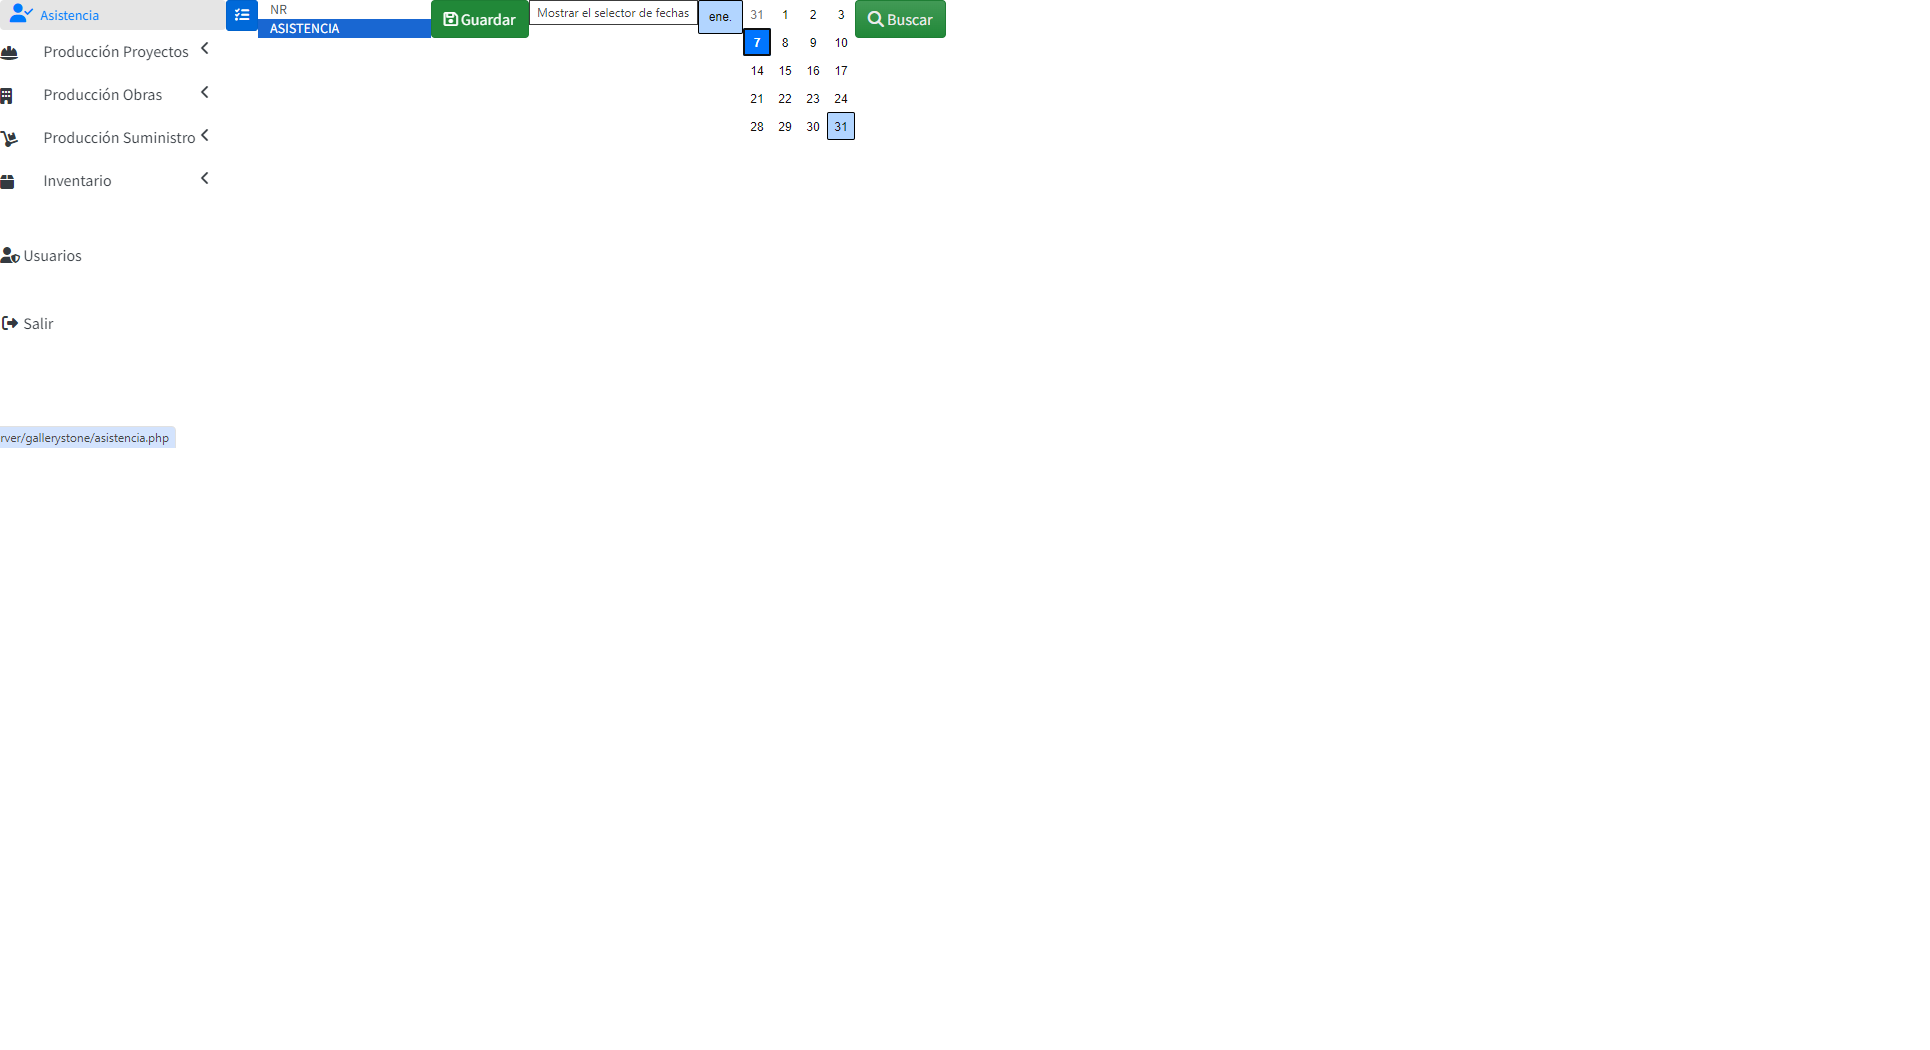 Asistencia
Producción Proyectos
Producción Obras
Producción Suministro
Inventario
Usuarios
Salir
rver/gallerystone/asistencia.php
NR
ASISTENCIA
Guardar
Mostrar el selector de fechas
ene.
31 1 2 3
7 8 9 10
14 15 16 17
21 22 23 24
28 29 30 31
Buscar